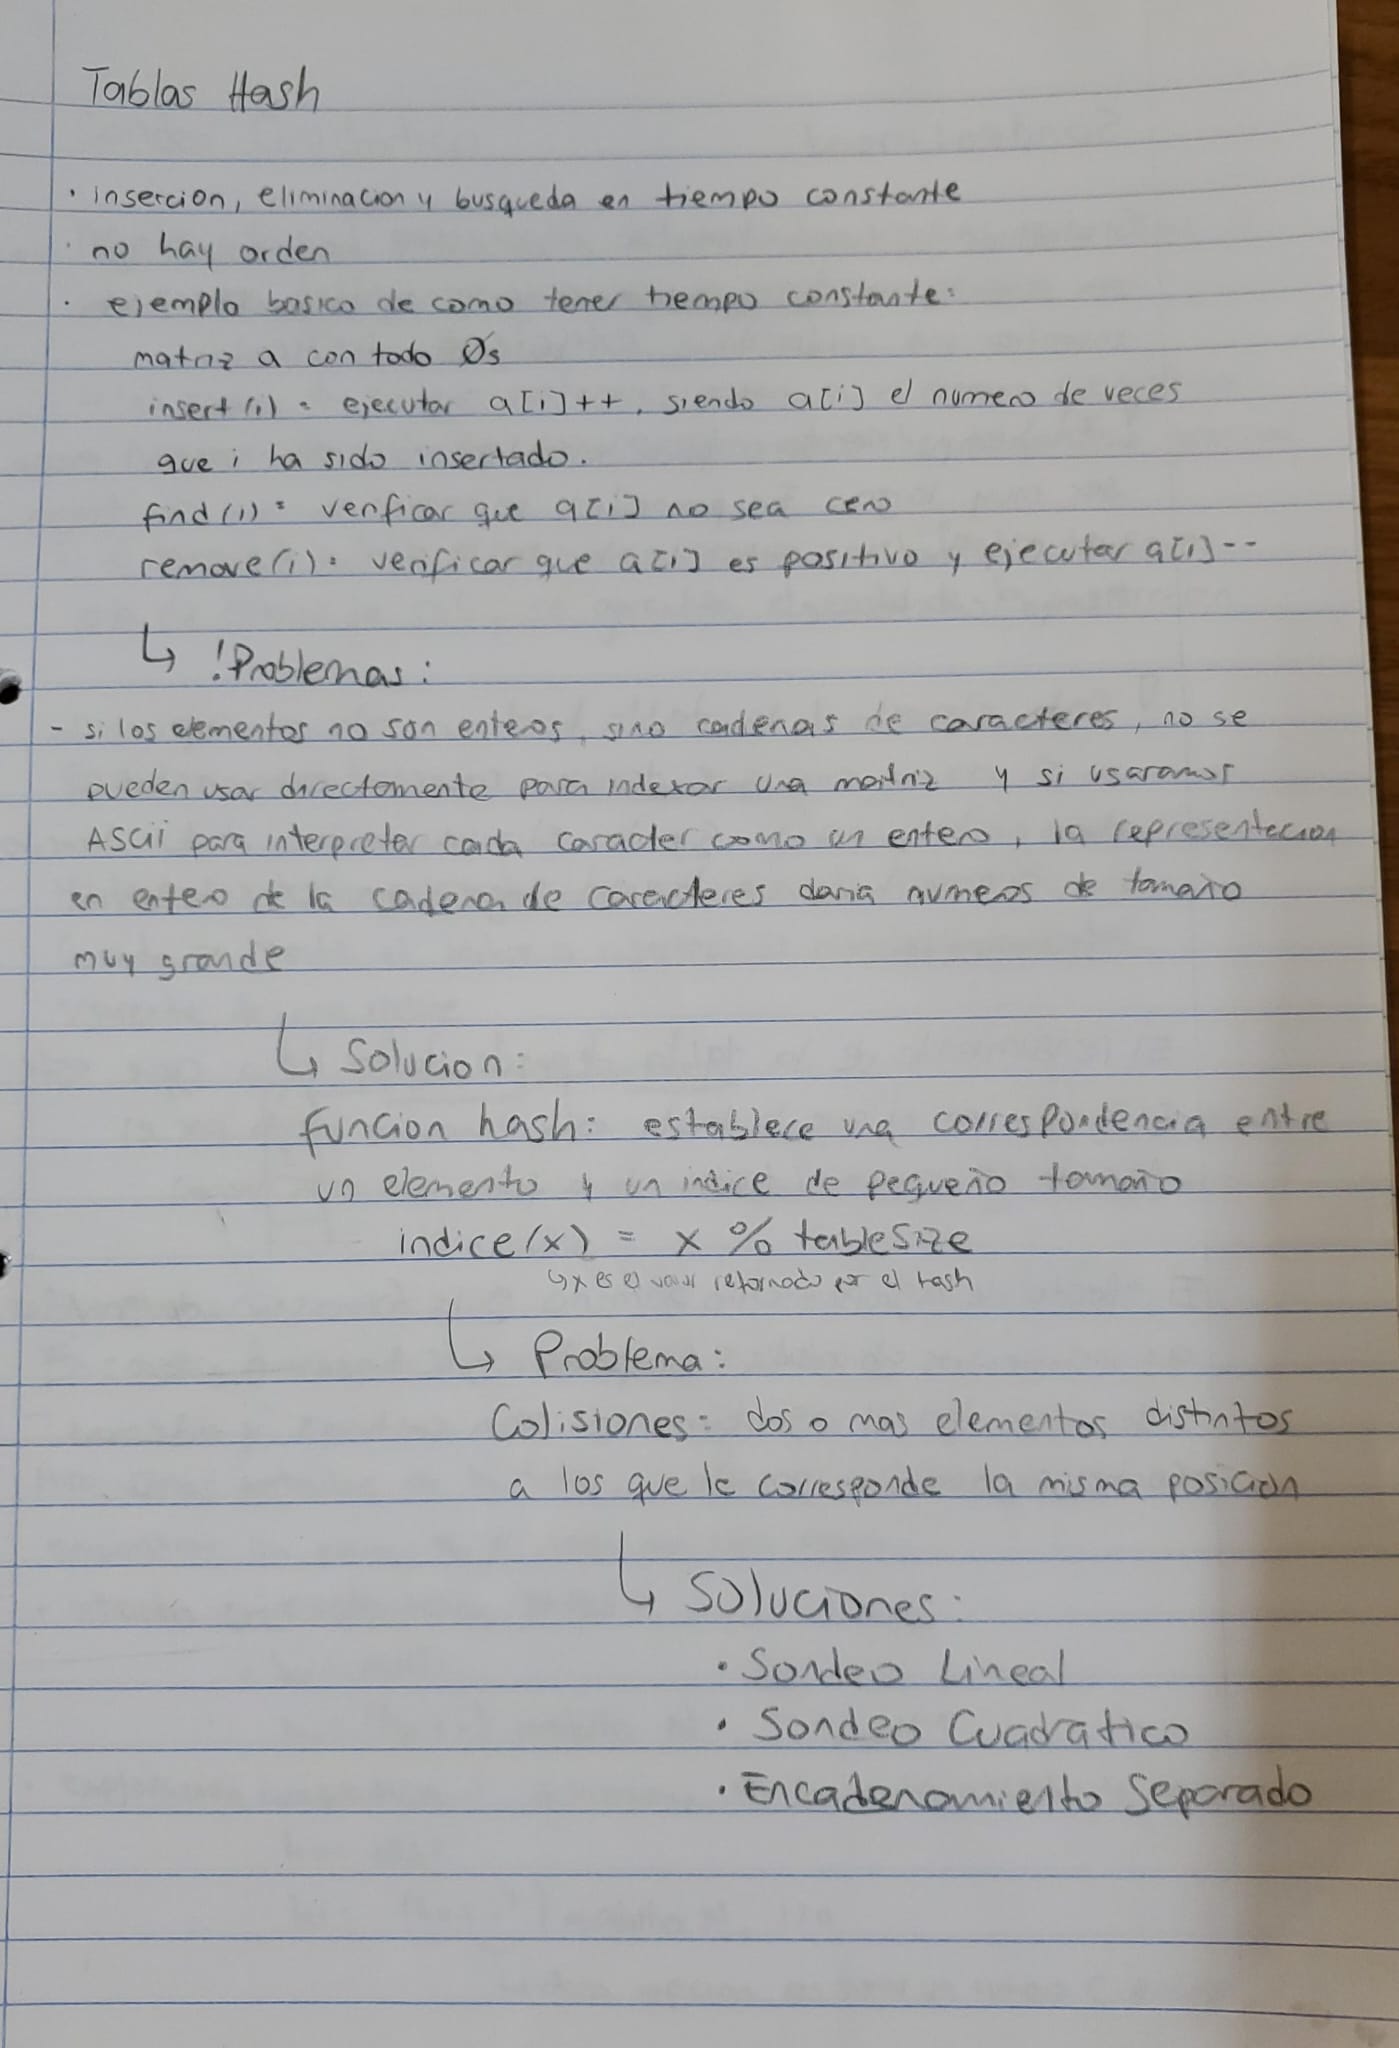 Tablas Hash
· insercion, eliminacion y busqueda en tiempo constante
· no hay orden
· ejemplo basico de como tener tiempo constante:
matriz a con todo 0's
insert(i): ejecutar a[i]++, siendo a[i] el numero de veces
que i ha sido insertado.
find(i): verificar que a[i] no sea cero
remove(i): verificar que a[i] es positivo y ejecutar a[i]--
↳ !Problemas:
- si los elementos no son enteros, sino cadenas de caracteres, no se
pueden usar directamente para indexar una matriz y si usaramos
ASCii para interpretar cada caracter como un entero, la representacion
en entero de la cadena de caracteres daria numeros de tamaño
muy grande
↳ Solucion:
funcion hash: establece una correspondencia entre
un elemento y un indice de pequeño tamaño
indice(x) = x % tableSize
↳ x es el valor retornado por el hash
↳ Problema:
Colisiones: dos o mas elementos distintos
a los que le corresponde la misma posicion
↳ Soluciones:
· Sondeo Lineal
· Sondeo Cuadratico
· Encadenamiento Separado